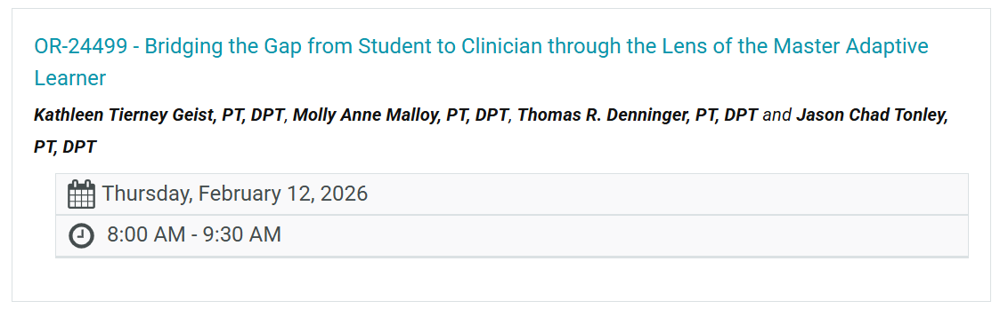 OR-24499 - Bridging the Gap from Student to Clinician through the Lens of the Master Adaptive
Learner
Kathleen Tierney Geist, PT, DPT, Molly Anne Malloy, PT, DPT, Thomas R. Denninger, PT, DPT and Jason Chad Tonley,
PT, DPT
Thursday, February 12, 2026
8:00 AM - 9:30 AM